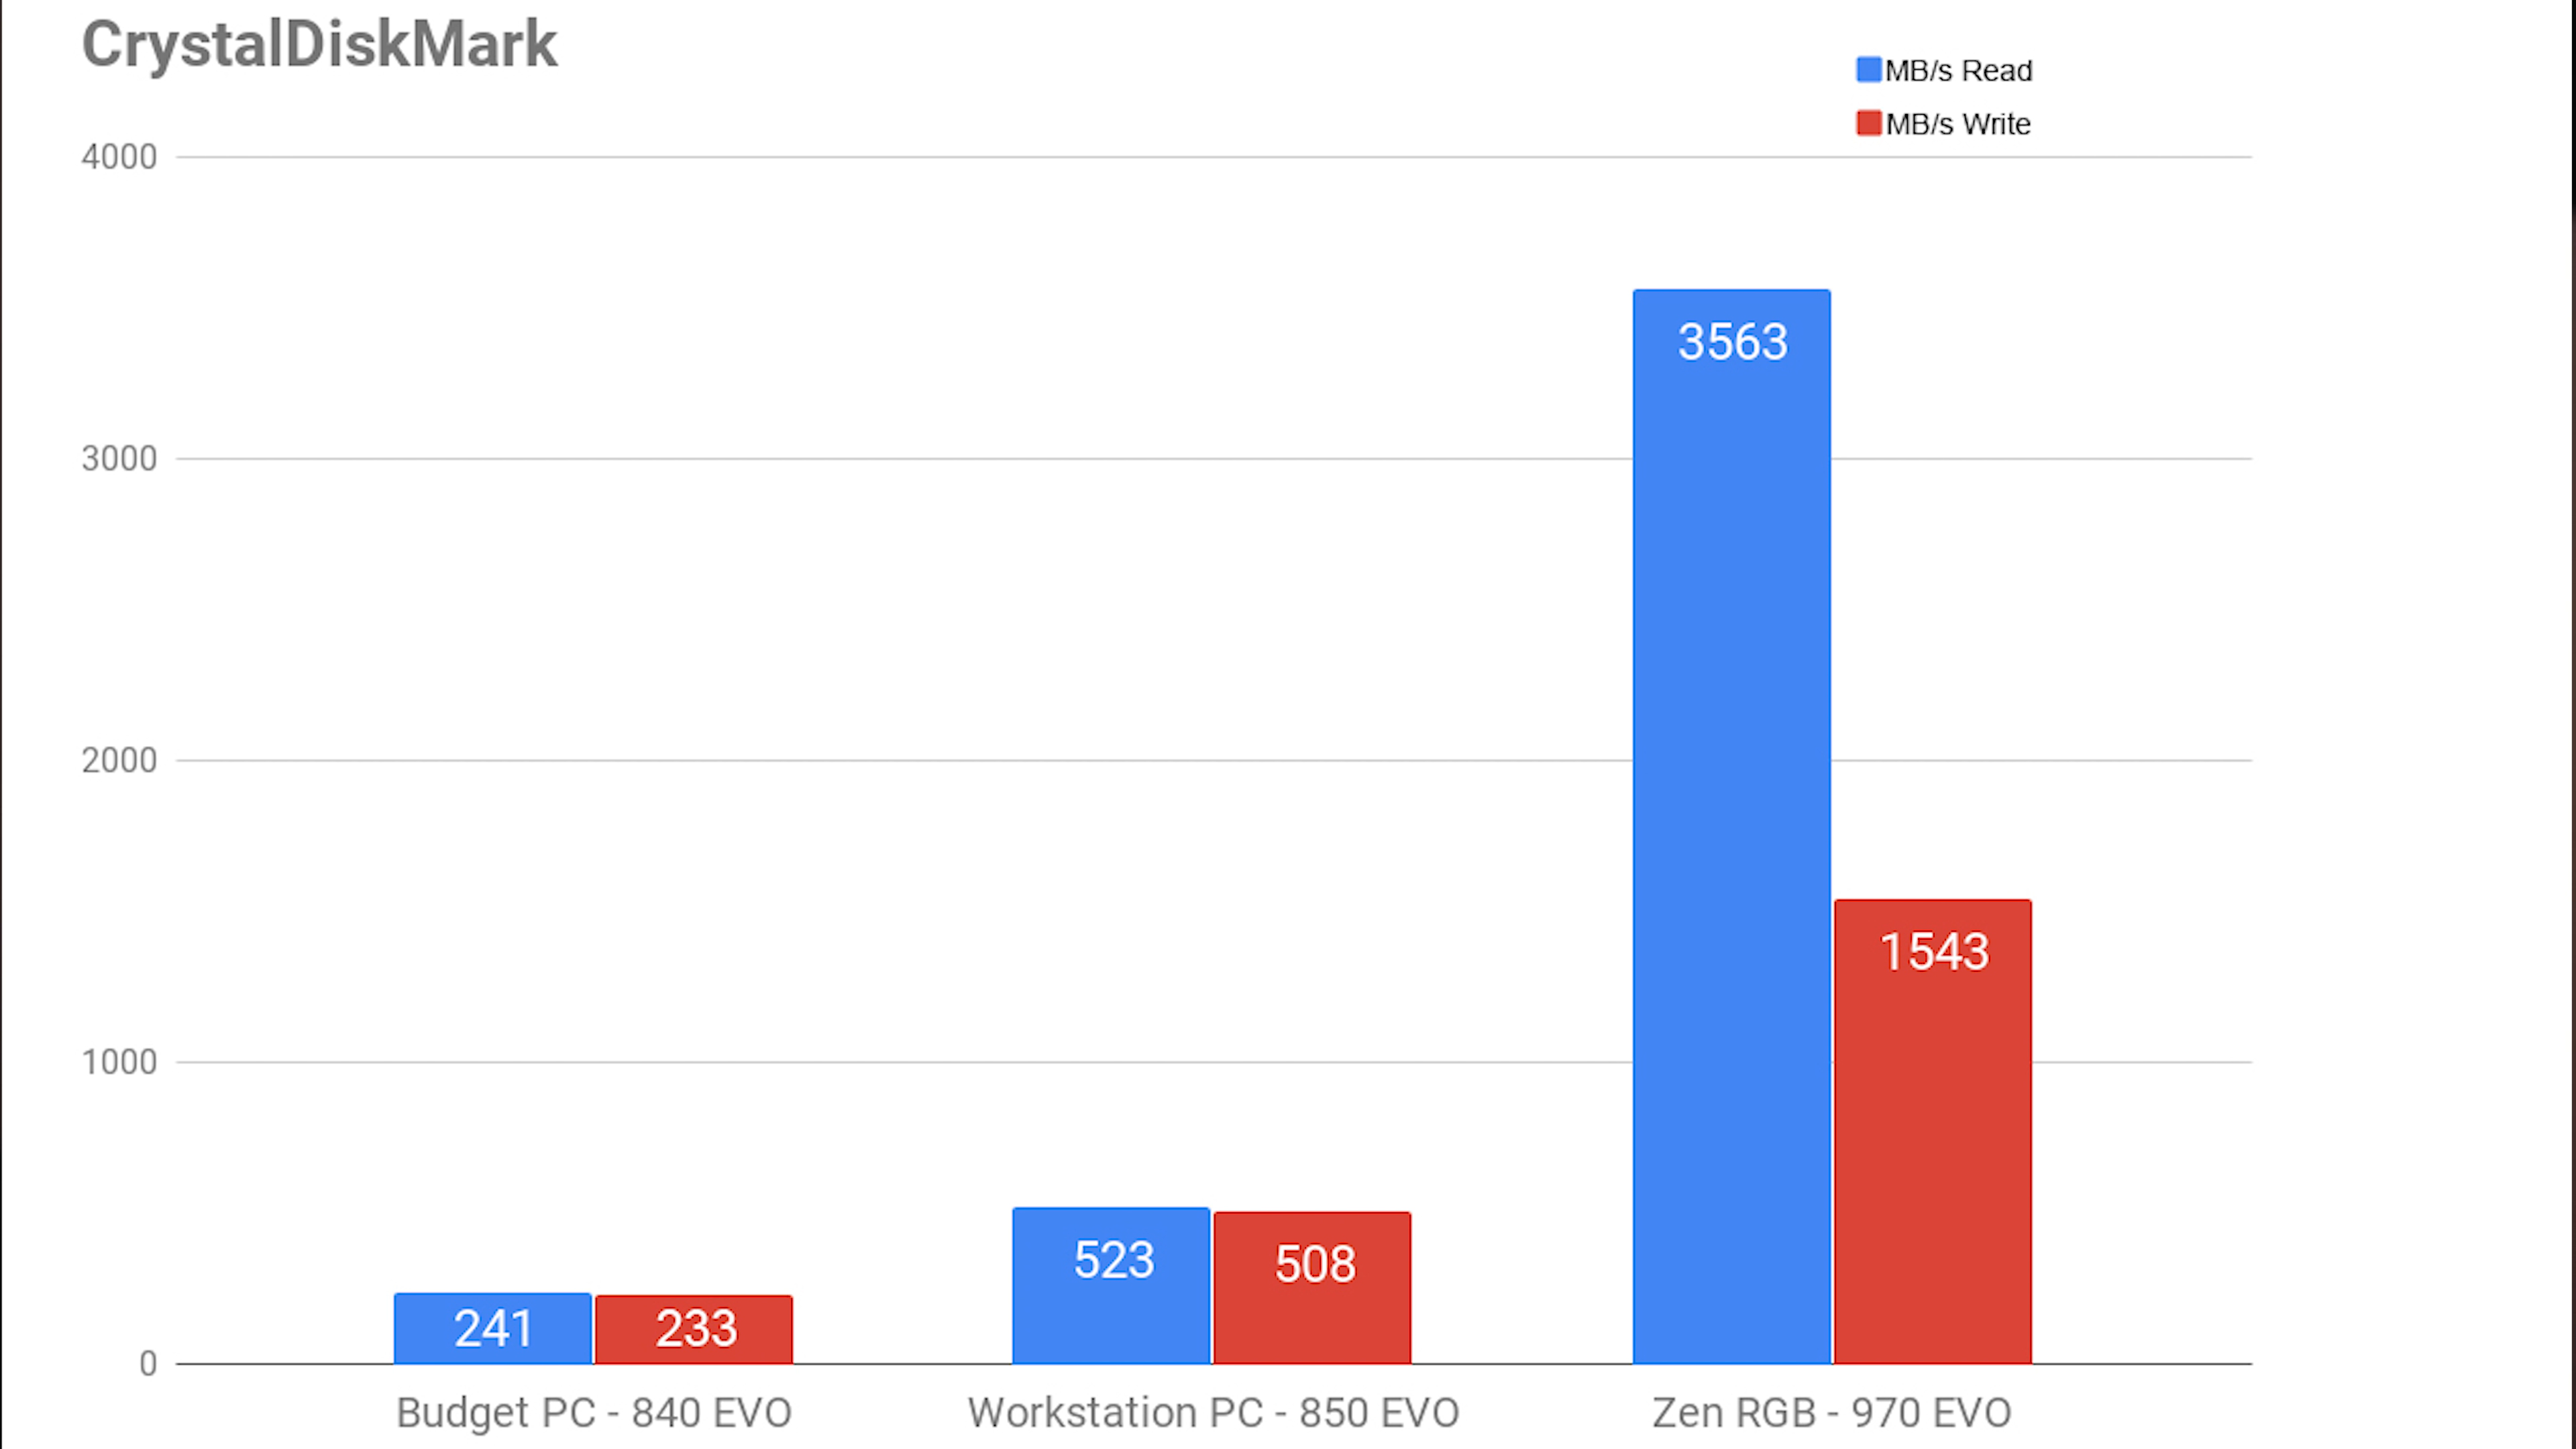 CrystalDiskMark
MB/s Read
MB/s Write
4000
3000
2000
1000
0
3563
1543
523
508
241
233
Budget PC - 840 EVO
Workstation PC - 850 EVO
Zen RGB - 970 EVO